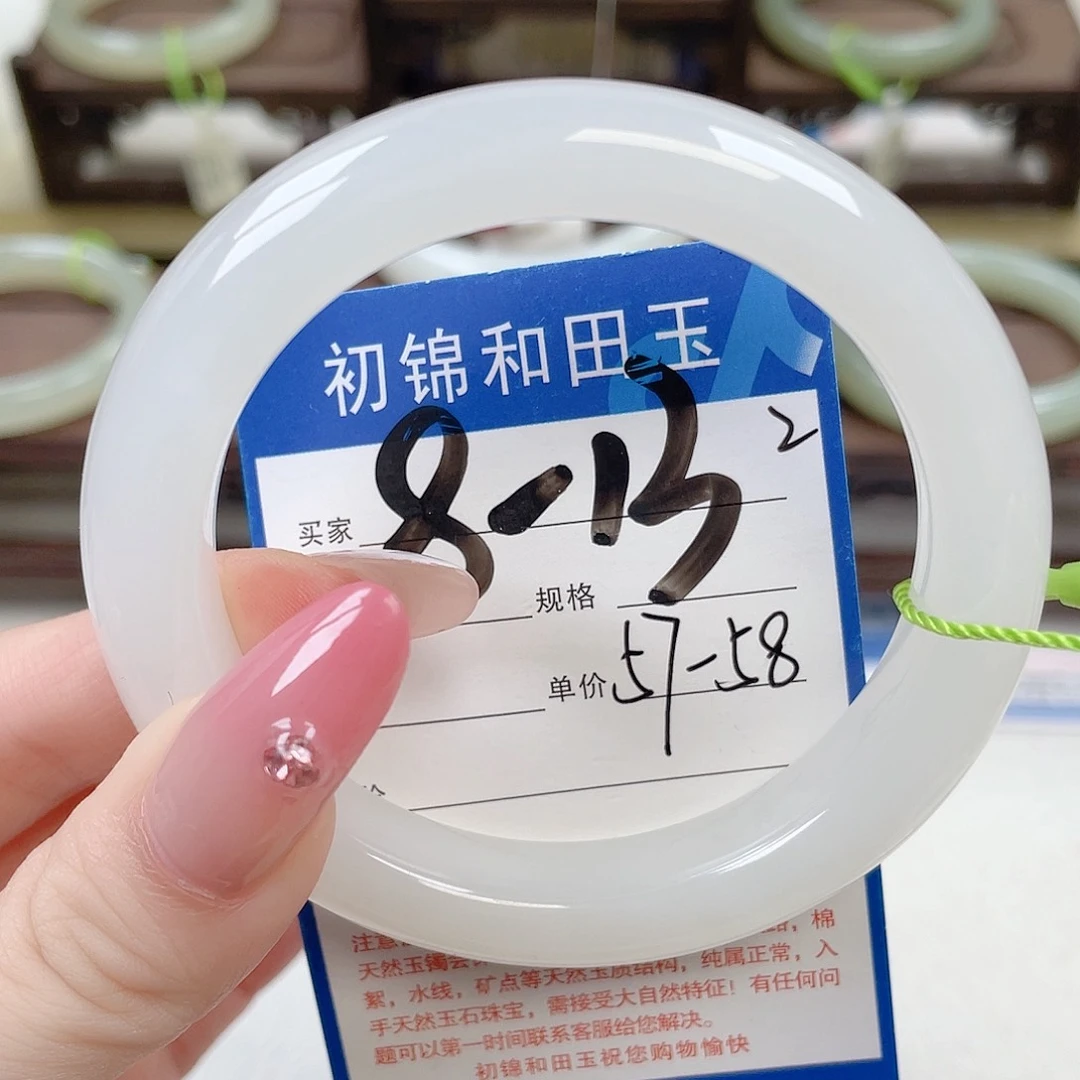 初锦和田玉
8-13 2
买家
规格
单价 57-58
注意
棉
天然玉镯会
絮，水线，矿点等天然玉质结构，纯属正常，入
手天然玉石珠宝，需接受大自然特征！有任何问
题可以第一时间联系客服给您解决。
初锦和田玉祝您购物愉快